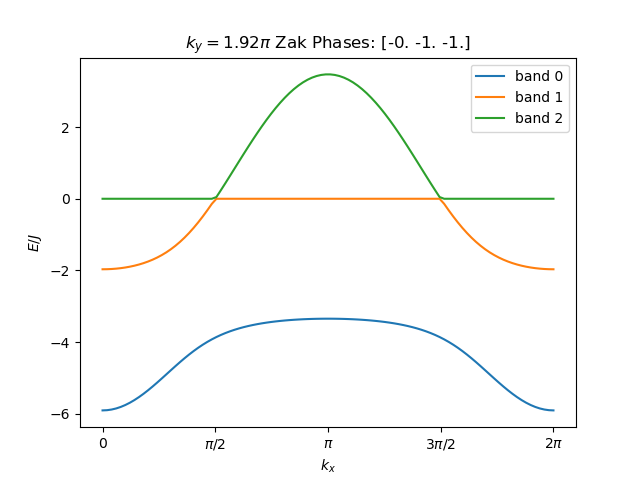 k_y = 1.92π Zak Phases: [-0. -1. -1.]
band 0
band 1
band 2
2
0
−2
−4
−6
E/J
0 π/2 π 3π/2 2π
k_x